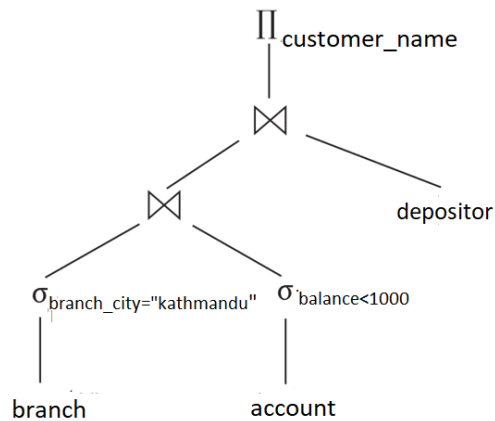 ∏ customer_name
⋈
⋈
depositor
σ branch_city="kathmandu" σ balance<1000
branch account